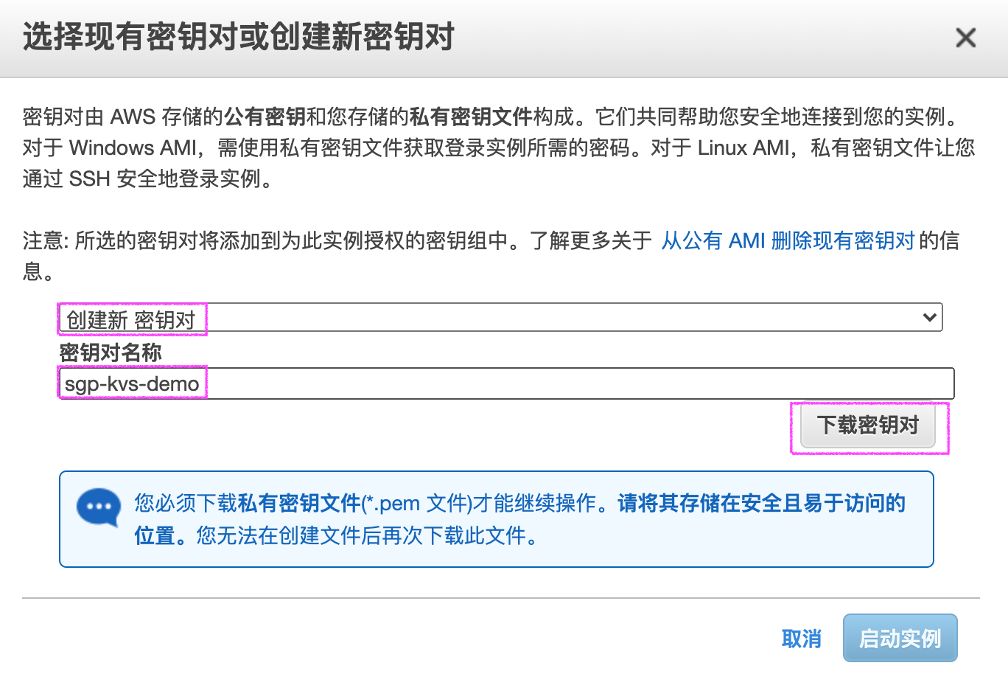 选择现有密钥对或创建新密钥对
密钥对由 AWS 存储的公有密钥和您存储的私有密钥文件构成。它们共同帮助您安全地连接到您的实例。
对于 Windows AMI，需使用私有密钥文件获取登录实例所需的密码。对于 Linux AMI，私有密钥文件让您
通过 SSH 安全地登录实例。
注意: 所选的密钥对将添加到为此实例授权的密钥组中。了解更多关于 从公有 AMI 删除现有密钥对 的信
息。
创建新 密钥对
密钥对名称
sgp-kvs-demo
下载密钥对
您必须下载私有密钥文件(*.pem 文件)才能继续操作。请将其存储在安全且易于访问的
位置。您无法在创建文件后再次下载此文件。
取消 启动实例